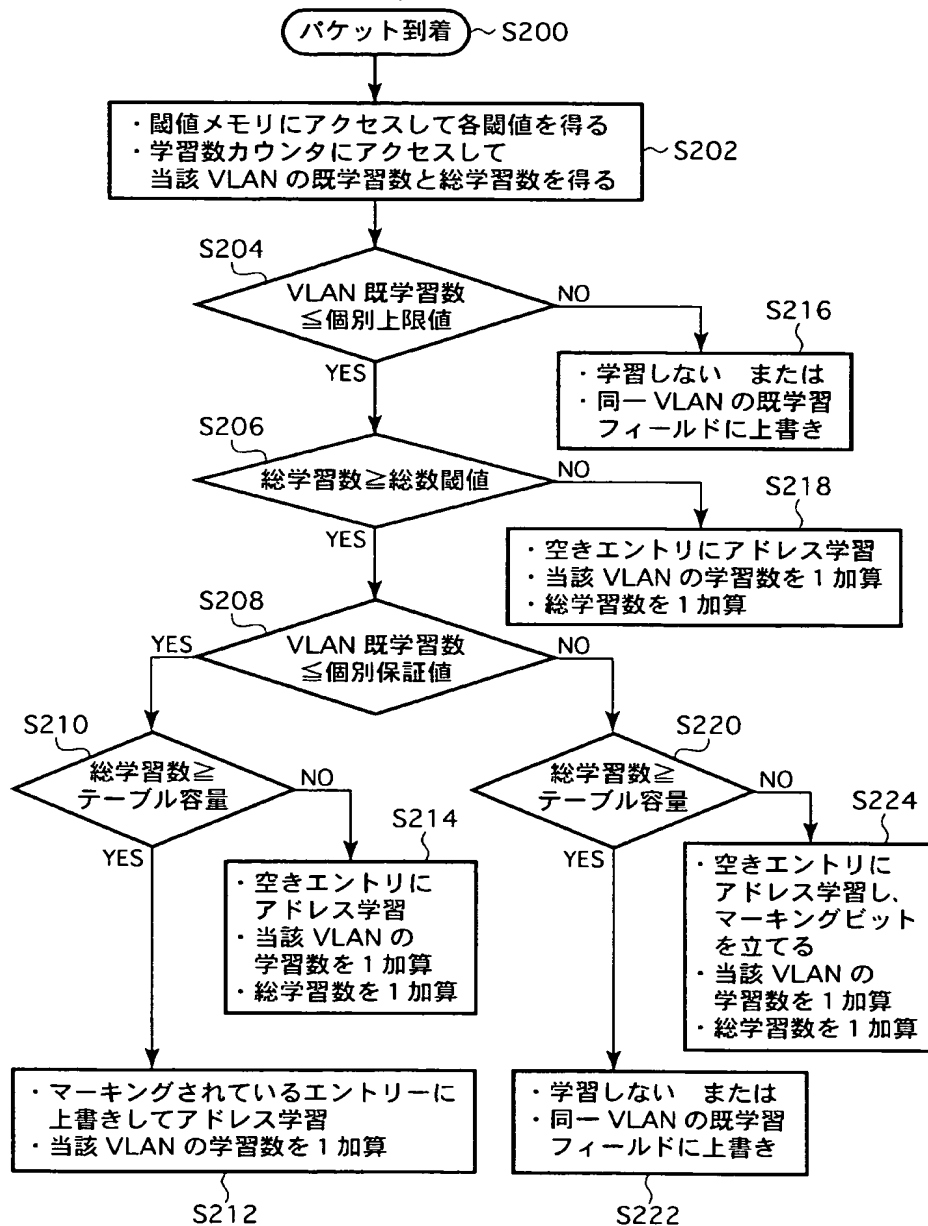 パケット到着
S200
・閾値メモリにアクセスして各閾値を得る
・学習数カウンタにアクセスして
当該 VLAN の既学習数と総学習数を得る
S202
S204
VLAN 既学習数
≦個別上限値
NO
YES
S216
・学習しない または
・同一 VLAN の既学習
フィールドに上書き
S206
総学習数≧総数閾値
NO
YES
S218
・空きエントリにアドレス学習
・当該 VLAN の学習数を1加算
・総学習数を1加算
S208
YES
VLAN 既学習数
≦個別保証値
NO
S210
総学習数≧
テーブル容量
NO
YES
S214
・空きエントリに
アドレス学習
・当該 VLAN の
学習数を1加算
・総学習数を1加算
S220
総学習数≧
テーブル容量
NO
YES
S224
・空きエントリに
アドレス学習し、
マーキングビット
を立てる
・当該 VLAN の
学習数を1加算
・総学習数を1加算
・マーキングされているエントリーに
上書きしてアドレス学習
・当該 VLAN の学習数を1加算
S212
・学習しない または
・同一 VLAN の既学習
フィールドに上書き
S222